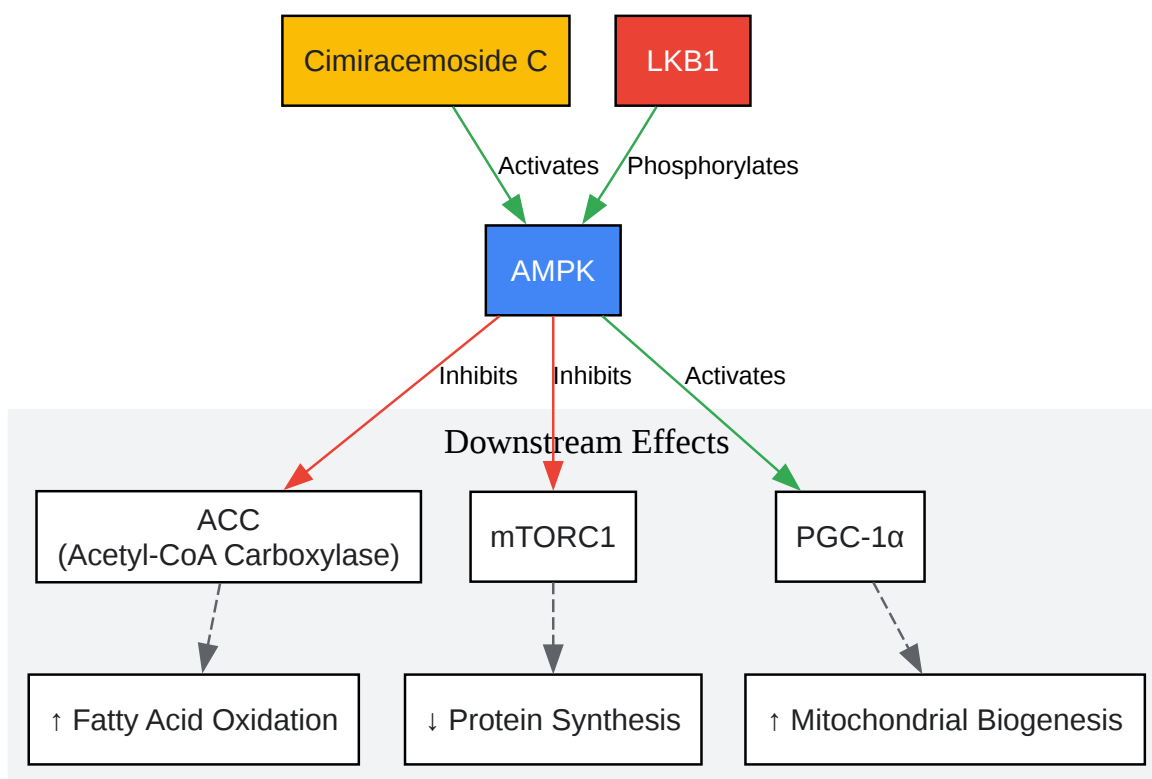 Cimiracemoside C
LKB1
Activates
Phosphorylates
AMPK
Inhibits
Inhibits
Activates
Downstream Effects
ACC
(Acetyl-CoA Carboxylase)
mTORC1
PGC-1α
↑ Fatty Acid Oxidation
↓ Protein Synthesis
↑ Mitochondrial Biogenesis